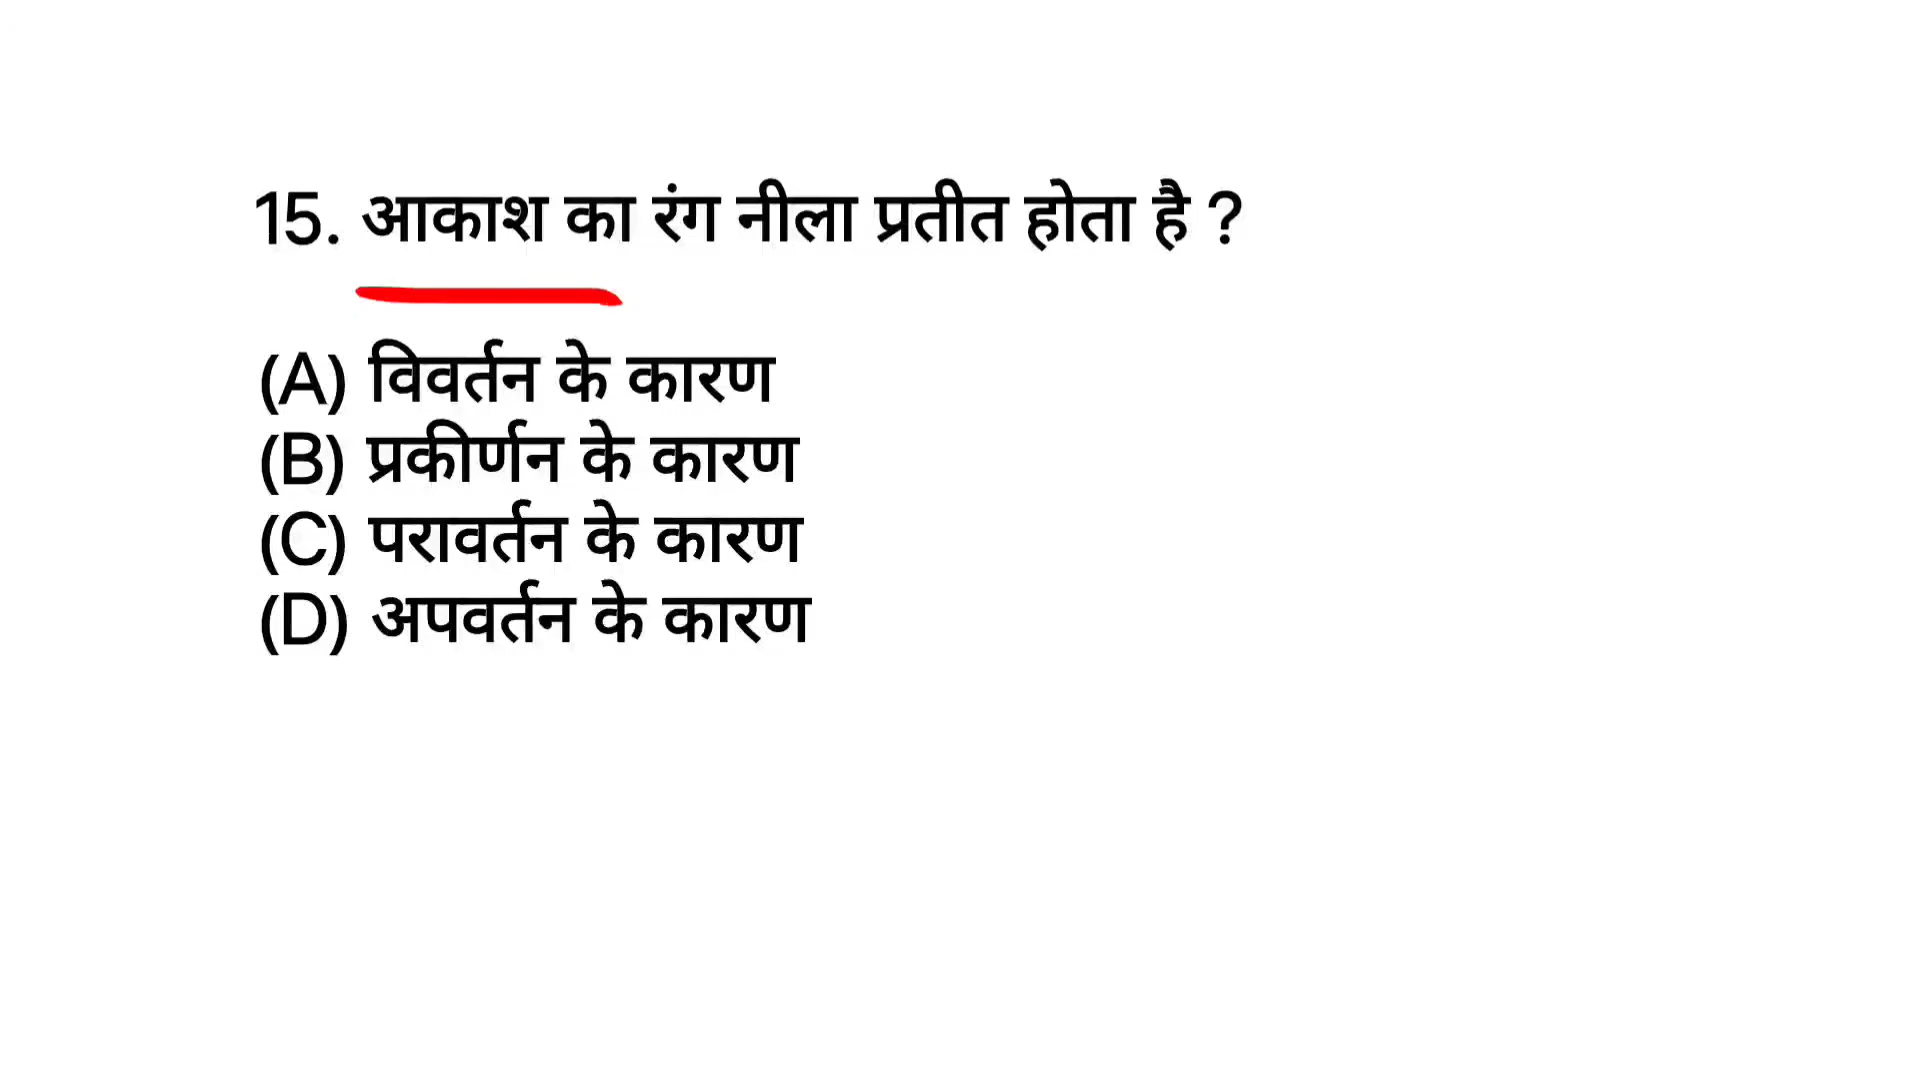 15. आकाश का रंग नीला प्रतीत होता है ?
(A) विवर्तन के कारण
(B) प्रकीर्णन के कारण
(C) परावर्तन के कारण
(D) अपवर्तन के कारण